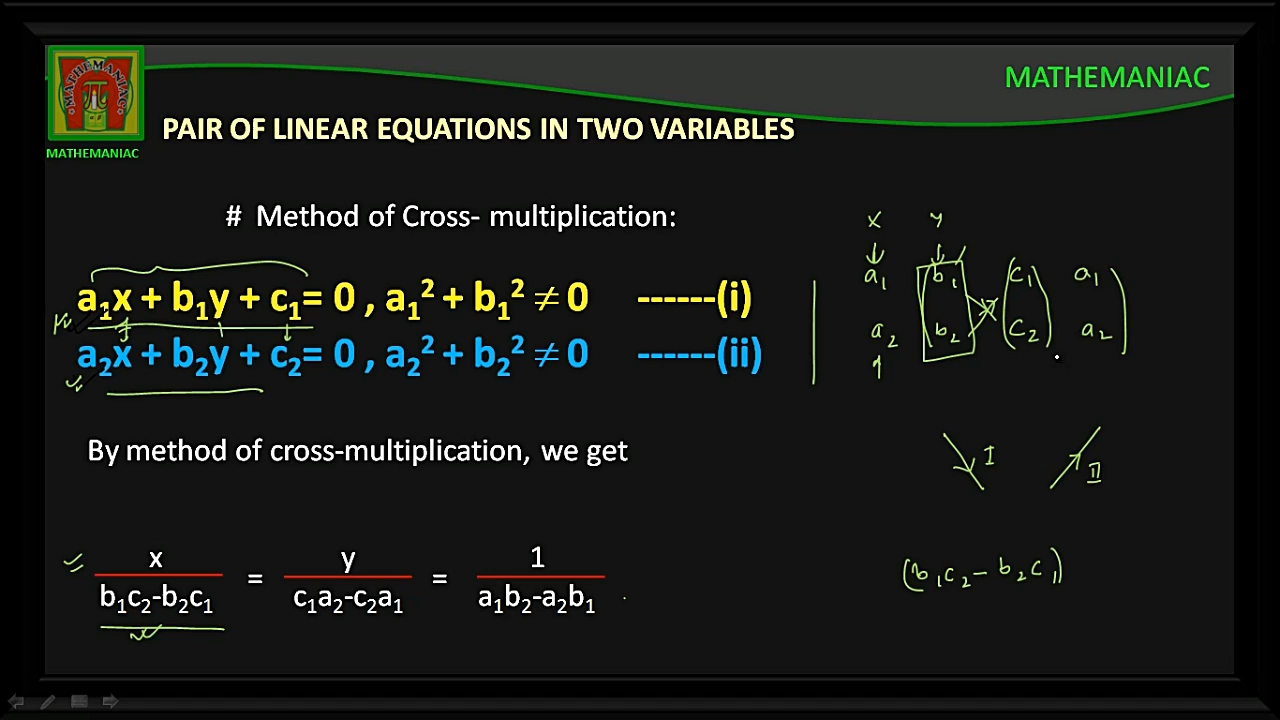 MATHEMANIAC
MATHEMANIAC
MATHEMANIAC
PAIR OF LINEAR EQUATIONS IN TWO VARIABLES
# Method of Cross- multiplication:
a₁x + b₁y + c₁= 0 , a₁² + b₁² ≠ 0 ------(i)
a₂x + b₂y + c₂= 0 , a₂² + b₂² ≠ 0 ------(ii)
x y
a₁ b₁ c₁ a₁
a₂ b₂ c₂ a₂
I II
By method of cross-multiplication, we get
x = y = 1
b₁c₂-b₂c₁ c₁a₂-c₂a₁ a₁b₂-a₂b₁
(b₁c₂ - b₂c₁)